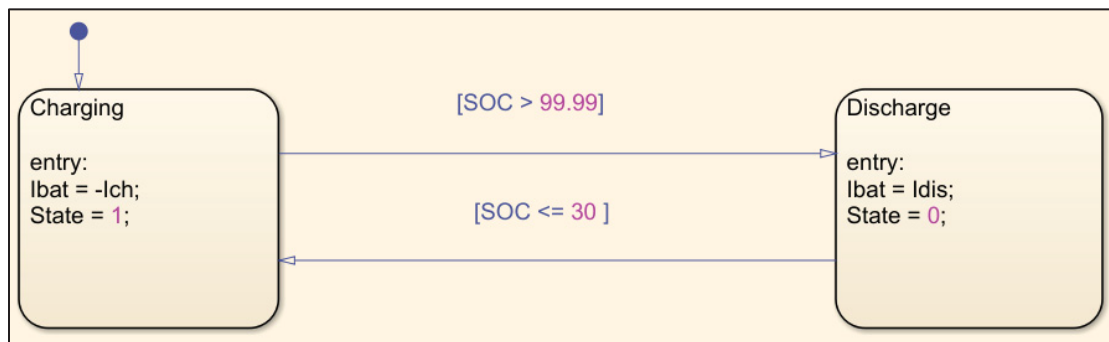 Charging
entry:
Ibat = -Ich;
State = 1;
[SOC > 99.99]
[SOC <= 30 ]
Discharge
entry:
Ibat = Idis;
State = 0;